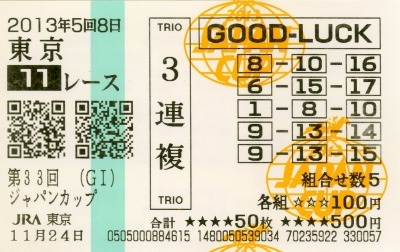 2013年5回8日
東京
11レース
第33回 (GI)
ジャパンカップ
JRA 東京
11月24日
TRIO
3連複
TRIO
GOOD-LUCK
8-10-16
6-15-17
1-8-10
9-13-14
9-13-15
組合せ数5
各組☆☆☆100円
合計 ★★★★50枚 ★★★★500円
0505000884615 1480050539034 70235922 330057